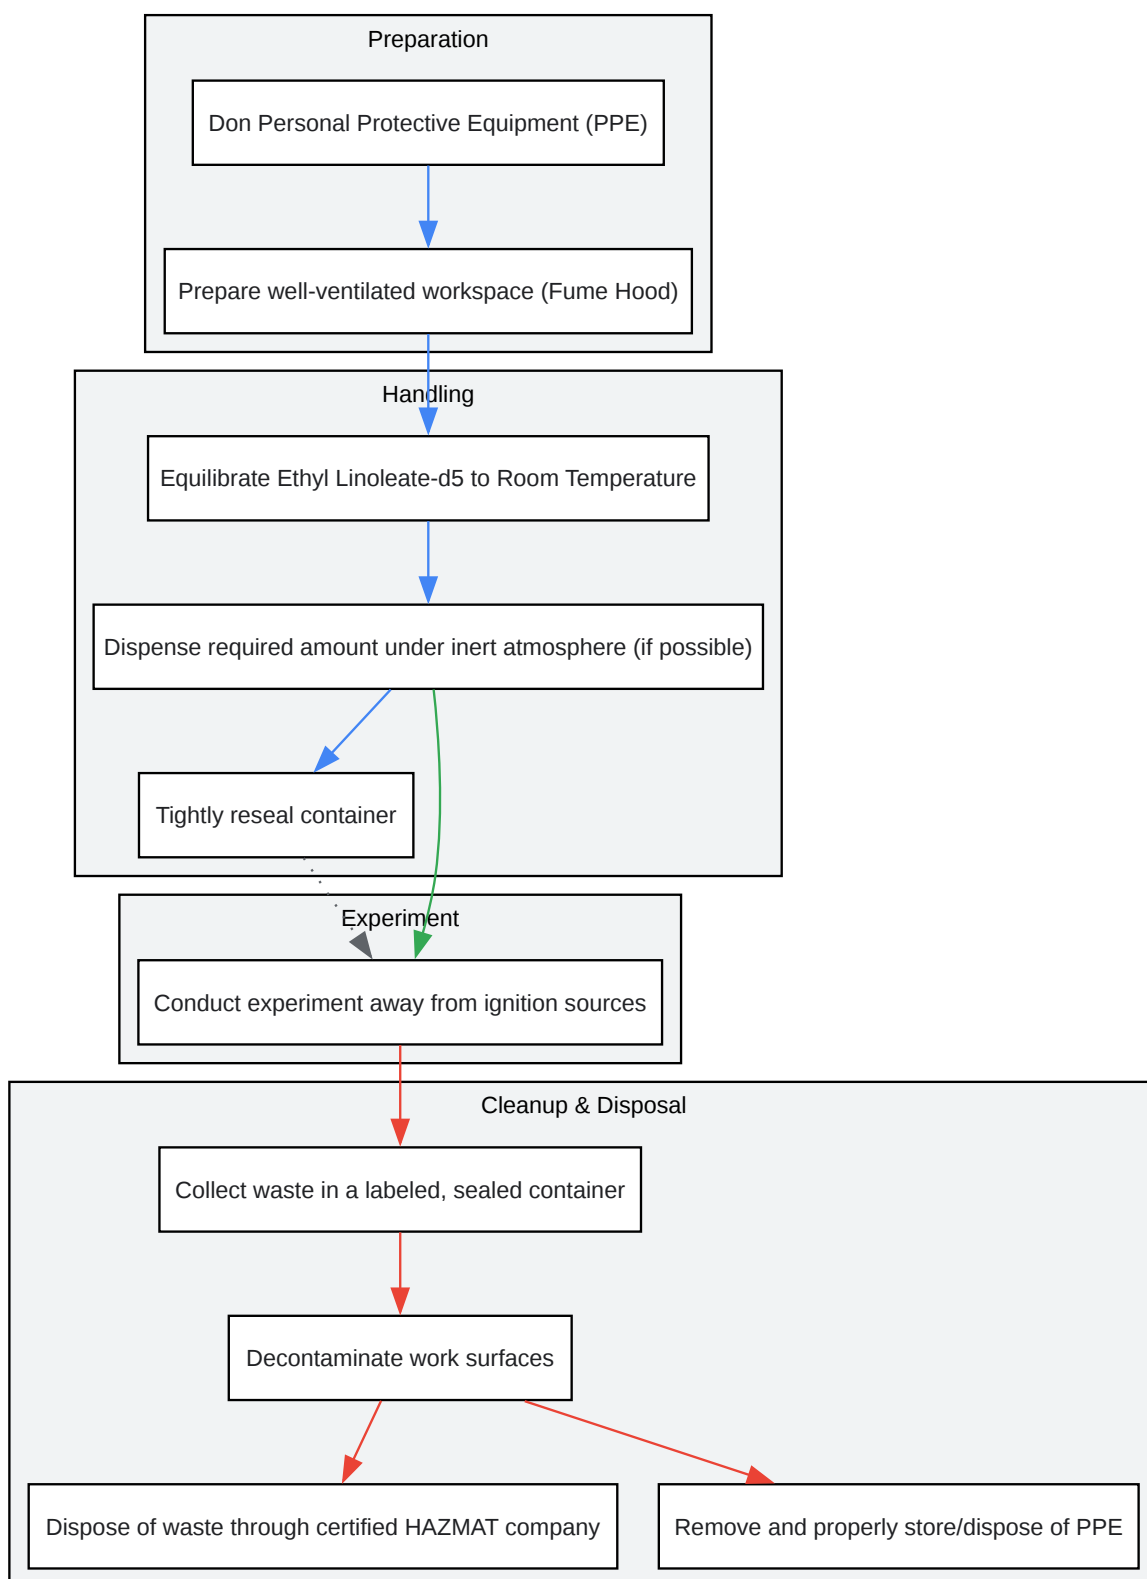 Preparation
Don Personal Protective Equipment (PPE)
Prepare well-ventilated workspace (Fume Hood)
Handling
Equilibrate Ethyl Linoleate-d5 to Room Temperature
Dispense required amount under inert atmosphere (if possible)
Tightly reseal container
Experiment
Conduct experiment away from ignition sources
Cleanup & Disposal
Collect waste in a labeled, sealed container
Decontaminate work surfaces
Dispose of waste through certified HAZMAT company
Remove and properly store/dispose of PPE